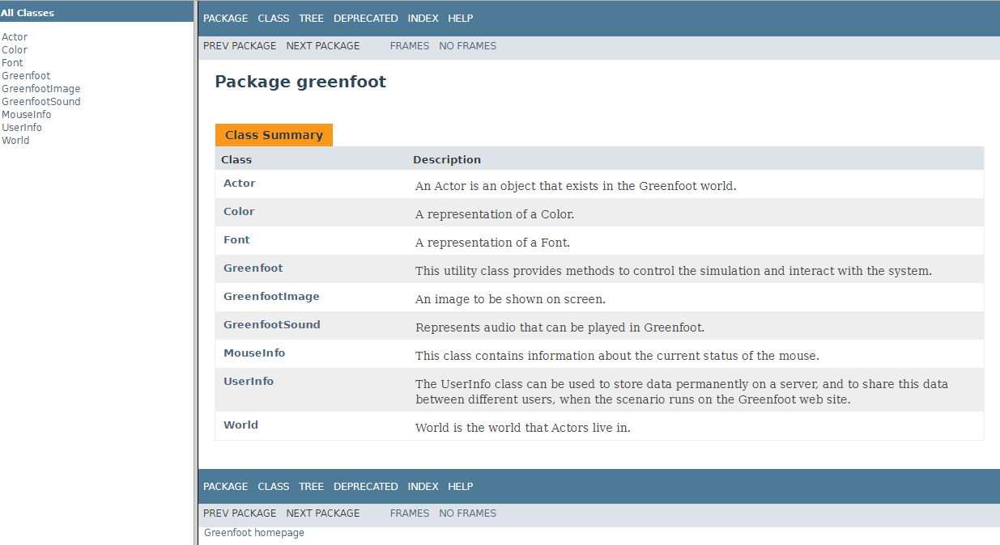 All Classes
Actor
Color
Font
Greenfoot
GreenfootImage
GreenfootSound
MouseInfo
UserInfo
World
PACKAGE CLASS TREE DEPRECATED INDEX HELP
PREV PACKAGE NEXT PACKAGE FRAMES NO FRAMES
Package greenfoot
Class Summary
Class Description
Actor An Actor is an object that exists in the Greenfoot world.
Color A representation of a Color.
Font A representation of a Font.
Greenfoot This utility class provides methods to control the simulation and interact with the system.
GreenfootImage An image to be shown on screen.
GreenfootSound Represents audio that can be played in Greenfoot.
MouseInfo This class contains information about the current status of the mouse.
UserInfo The UserInfo class can be used to store data permanently on a server, and to share this data
between different users, when the scenario runs on the Greenfoot web site.
World World is the world that Actors live in.
PACKAGE CLASS TREE DEPRECATED INDEX HELP
PREV PACKAGE NEXT PACKAGE FRAMES NO FRAMES
Greenfoot homepage